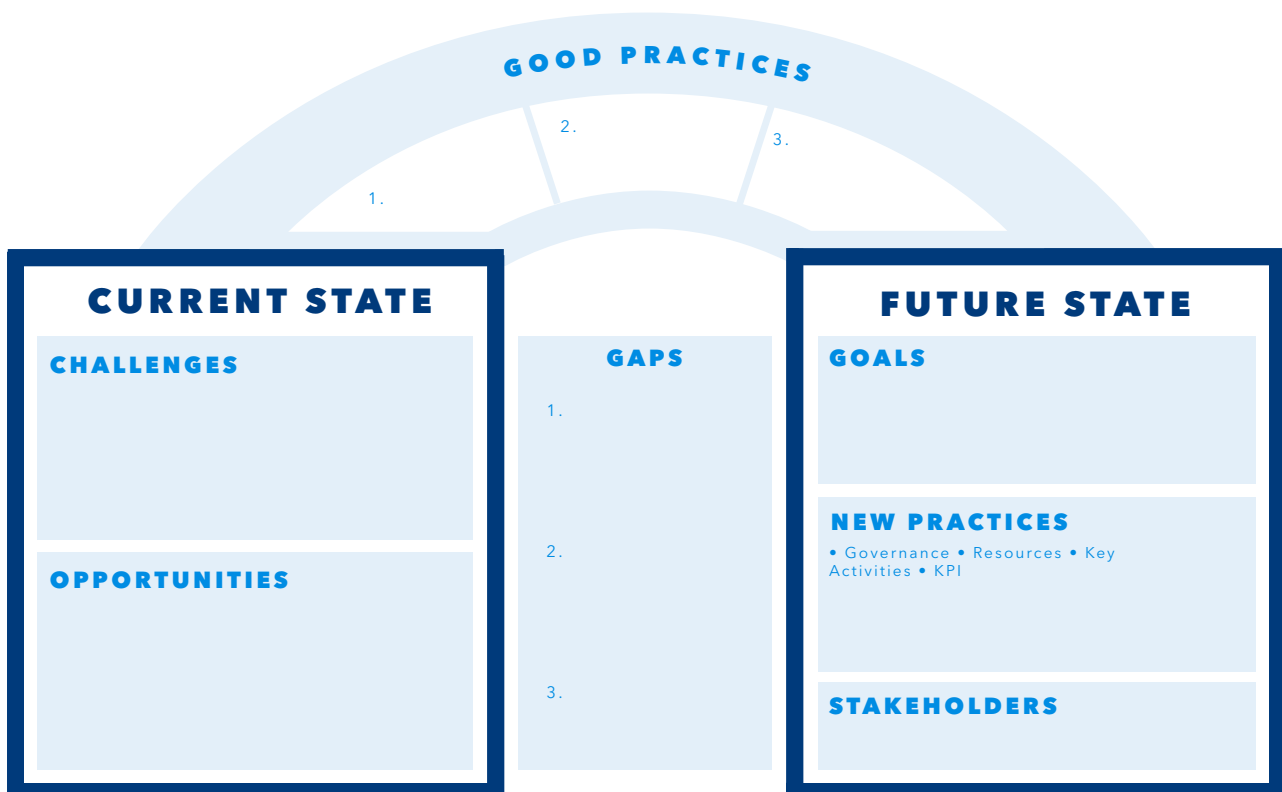 GOOD PRACTICES
1.
2.
3.
CURRENT STATE
CHALLENGES
OPPORTUNITIES
GAPS
1.
2.
3.
FUTURE STATE
GOALS
NEW PRACTICES
• Governance • Resources • Key
Activities • KPI
STAKEHOLDERS